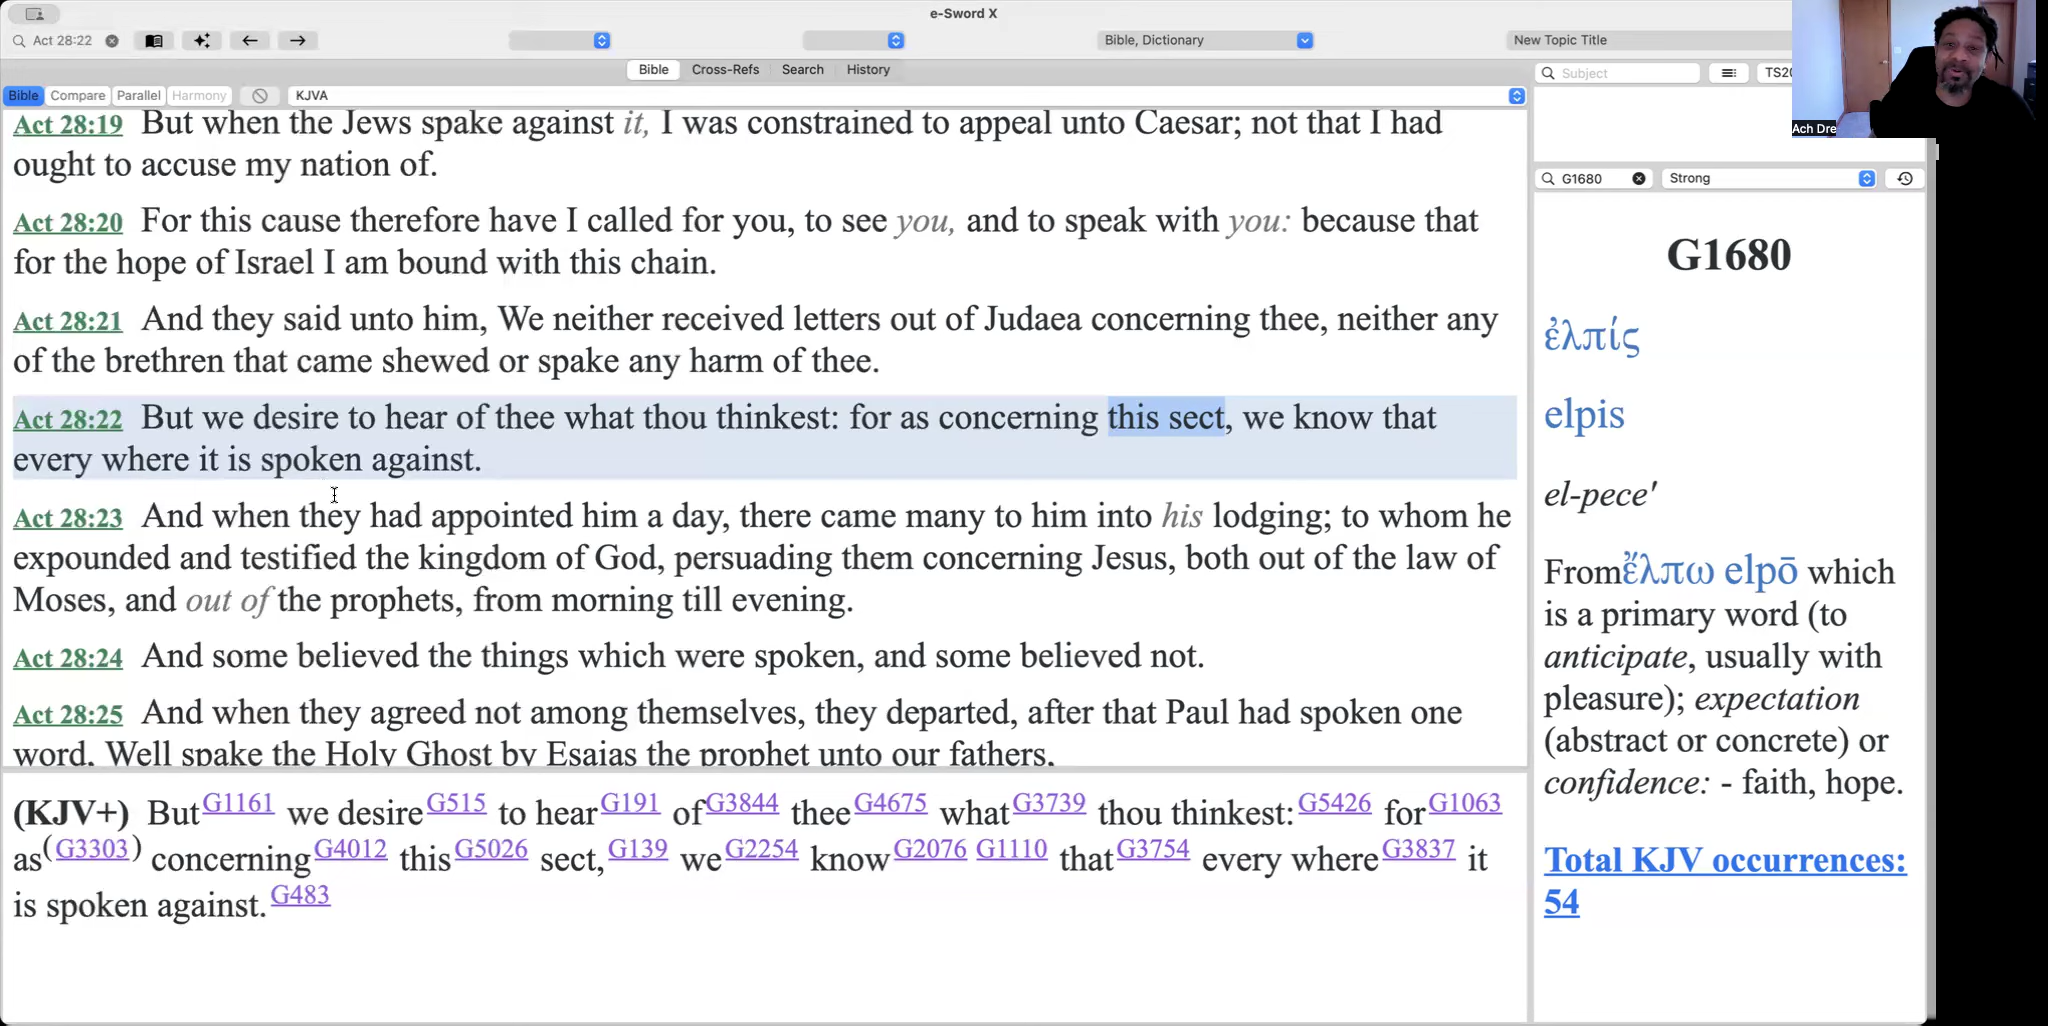 e-Sword X
Act 28:22
Bible, Dictionary
New Topic Title
Bible Cross-Refs Search History
Subject
TS20
Bible Compare Parallel Harmony
KJVA
Ach Dre
Act 28:19 But when the Jews spake against it, I was constrained to appeal unto Caesar; not that I had
ought to accuse my nation of.
Act 28:20 For this cause therefore have I called for you, to see you, and to speak with you: because that
for the hope of Israel I am bound with this chain.
Act 28:21 And they said unto him, We neither received letters out of Judaea concerning thee, neither any
of the brethren that came shewed or spake any harm of thee.
Act 28:22 But we desire to hear of thee what thou thinkest: for as concerning this sect, we know that
every where it is spoken against.
Act 28:23 And when they had appointed him a day, there came many to him into his lodging; to whom he
expounded and testified the kingdom of God, persuading them concerning Jesus, both out of the law of
Moses, and out of the prophets, from morning till evening.
Act 28:24 And some believed the things which were spoken, and some believed not.
Act 28:25 And when they agreed not among themselves, they departed, after that Paul had spoken one
word, Well spake the Holy Ghost by Esaias the prophet unto our fathers,
(KJV+) But G1161 we desire G515 to hear G191 of G3844 thee G4675 what G3739 thou thinkest: G5426 for G1063
as (G3303) concerning G4012 this G5026 sect, G139 we G2254 know G2076 G1110 that G3754 every where G3837 it
is spoken against. G483
G1680
Strong
G1680
ἐλπίς
elpis
el-pece'
From ἔλπω elpō which
is a primary word (to
anticipate, usually with
pleasure); expectation
(abstract or concrete) or
confidence: - faith, hope.
Total KJV occurrences:
54